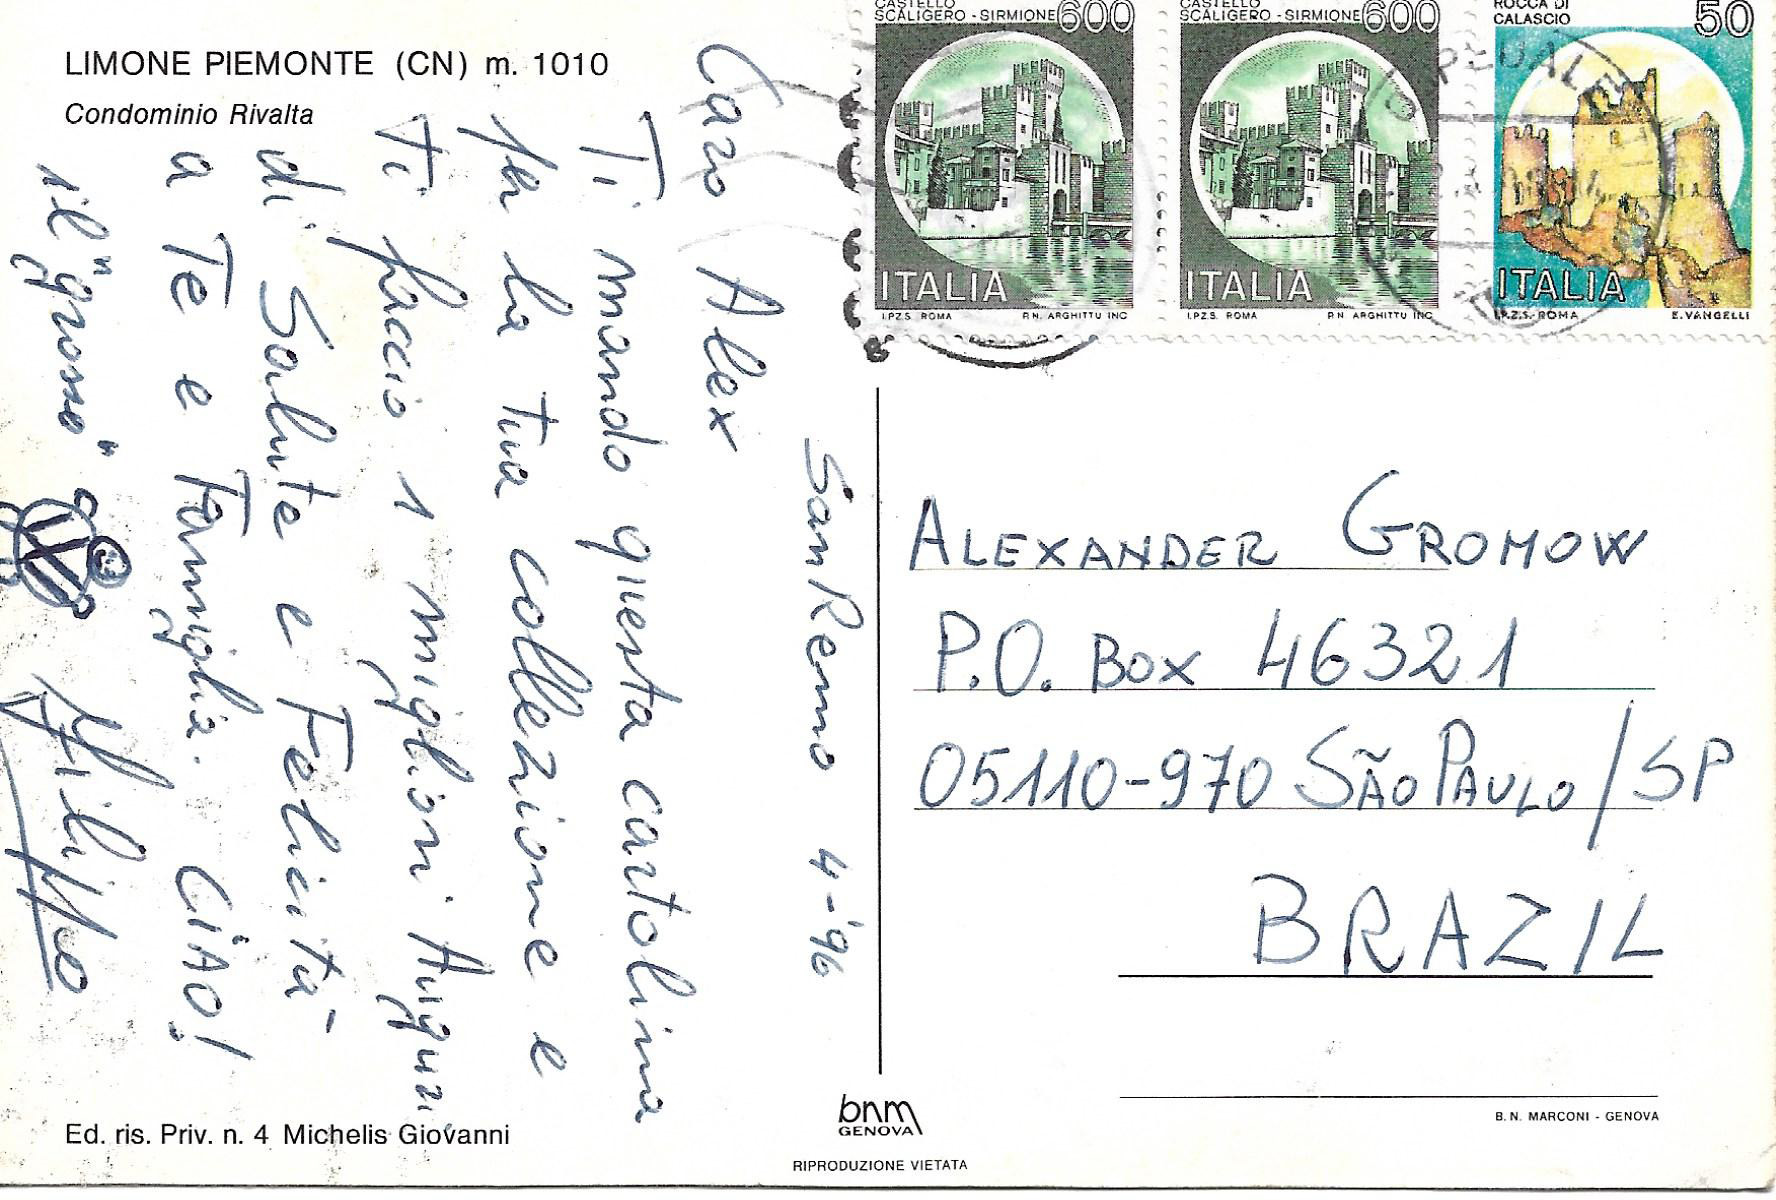 LIMONE PIEMONTE (CN) m. 1010
Condominio Rivalta
SanRemo 4-'96
Caro Alex
Ti mando questa cartolina
per la tua collezione e
ti faccio i migliori Auguri
di Salute e Felicità
a Te e Famiglia. CIAO!
il "grosso"
Ed. ris. Priv. n. 4 Michelis Giovanni
CASTELLO
SCALIGERO - SIRMIONE 600
ITALIA
I.P.Z.S. ROMA P.N. ARGHITTU INC
CASTELLO
SCALIGERO - SIRMIONE 600
ITALIA
I.P.Z.S. ROMA P.N. ARGHITTU INC
ROCCA DI
CALASCIO 50
ITALIA
I.P.Z.S. ROMA E. VANGELLI
ALEXANDER GROMOW
P.O. BOX 46321
05110-970 SÃO PAULO/SP
BRAZIL
bnm
GENOVA
B.N. MARCONI - GENOVA
RIPRODUZIONE VIETATA